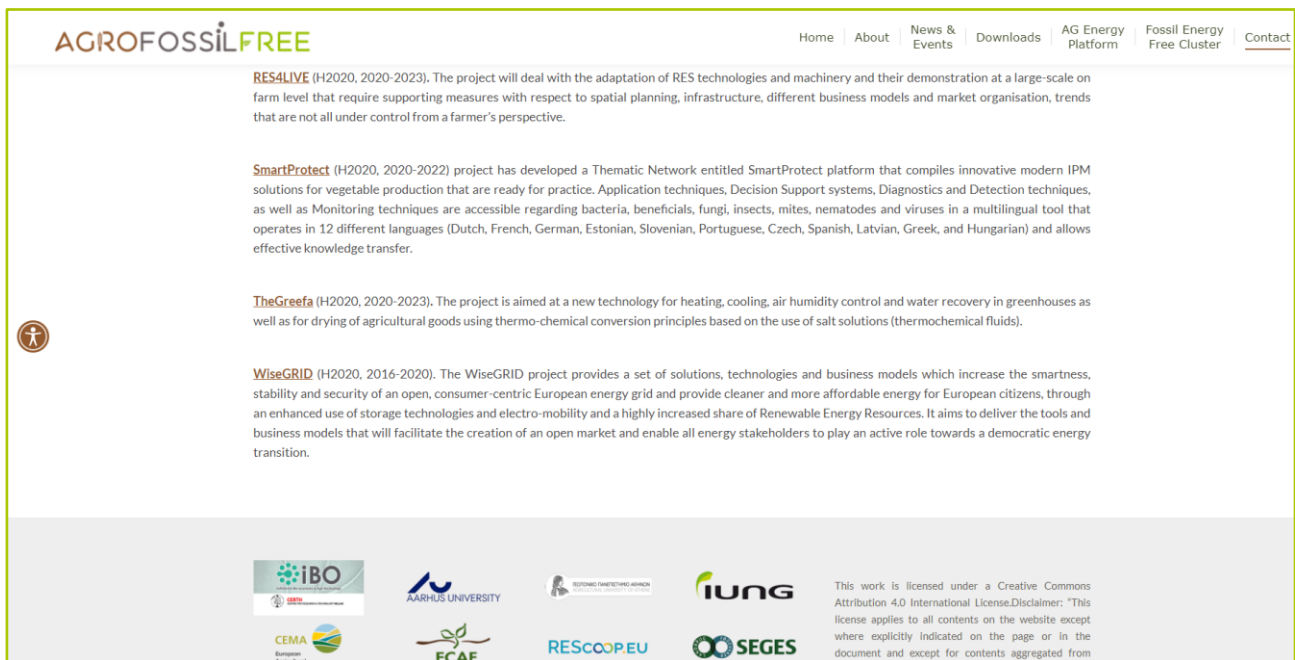 AGROFOSSILFREE
Home
About
News &
Events
Downloads
AG Energy
Platform
Fossil Energy
Free Cluster
Contact
RES4LIVE (H2020, 2020-2023). The project will deal with the adaptation of RES technologies and machinery and their demonstration at a large-scale on
farm level that require supporting measures with respect to spatial planning, infrastructure, different business models and market organisation, trends
that are not all under control from a farmer's perspective.
SmartProtect (H2020, 2020-2022) project has developed a Thematic Network entitled SmartProtect platform that compiles innovative modern IPM
solutions for vegetable production that are ready for practice. Application techniques, Decision Support systems, Diagnostics and Detection techniques,
as well as Monitoring techniques are accessible regarding bacteria, beneficials, fungi, insects, mites, nematodes and viruses in a multilingual tool that
operates in 12 different languages (Dutch, French, German, Estonian, Slovenian, Portuguese, Czech, Spanish, Latvian, Greek, and Hungarian) and allows
effective knowledge transfer.
TheGreefa (H2020, 2020-2023). The project is aimed at a new technology for heating, cooling, air humidity control and water recovery in greenhouses as
well as for drying of agricultural goods using thermo-chemical conversion principles based on the use of salt solutions (thermochemical fluids).
WiseGRID (H2020, 2016-2020). The WiseGRID project provides a set of solutions, technologies and business models which increase the smartness,
stability and security of an open, consumer-centric European energy grid and provide cleaner and more affordable energy for European citizens, through
an enhanced use of storage technologies and electro-mobility and a highly increased share of Renewable Energy Resources. It aims to deliver the tools and
business models that will facilitate the creation of an open market and enable all energy stakeholders to play an active role towards a democratic energy
transition.
iBO
CERTH
AARHUS UNIVERSITY
ΓΕΩΠΟΝΙΚΟ ΠΑΝΕΠΙΣΤΗΜΙΟ ΑΘΗΝΩΝ
AGRICULTURAL UNIVERSITY OF ATHENS
iUNG
CEMA
European
ECAF
REScoop.EU
SEGES
This work is licensed under a Creative Commons
Attribution 4.0 International License.Disclaimer: "This
license applies to all contents on the website except
where explicitly indicated on the page or in the
document and except for contents aggregated from